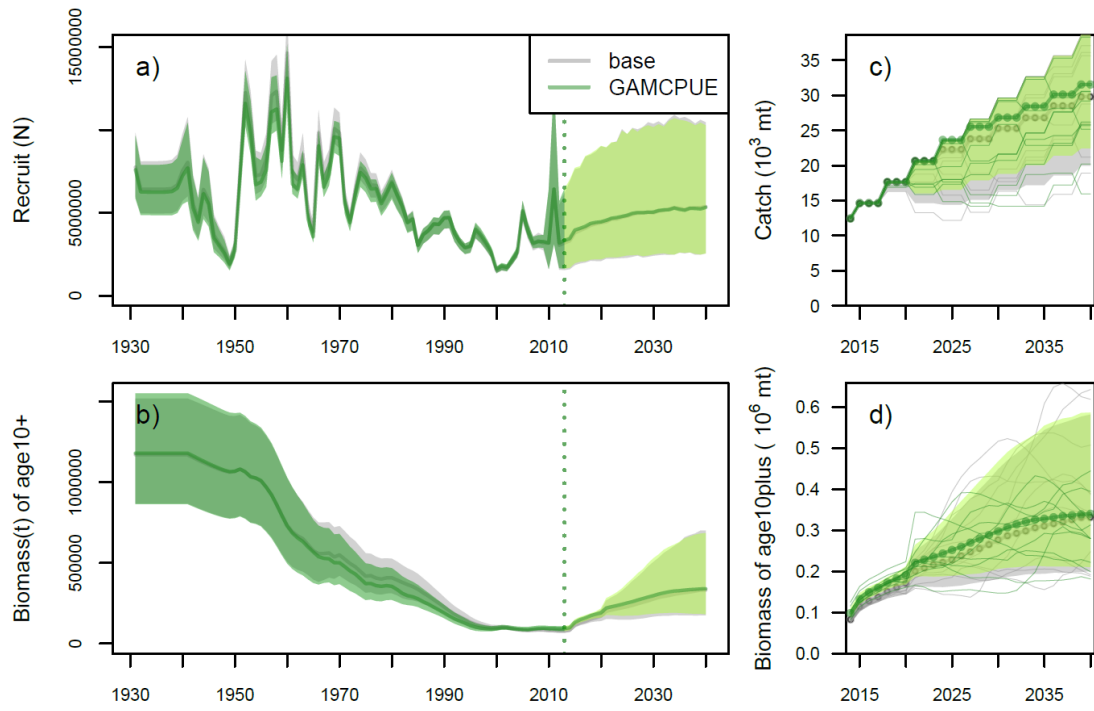 a)
base
GAMCPUE
Recruit (N)
0 5000000 15000000
1930 1950 1970 1990 2010 2030
b)
Biomass(t) of age10+
0 500000 1000000
1930 1950 1970 1990 2010 2030
c)
Catch (10³ mt)
0 5 10 15 20 25 30 35
2015 2025 2035
d)
Biomass of age10plus ( 10⁶ mt)
0.0 0.1 0.2 0.3 0.4 0.5 0.6
2015 2025 2035